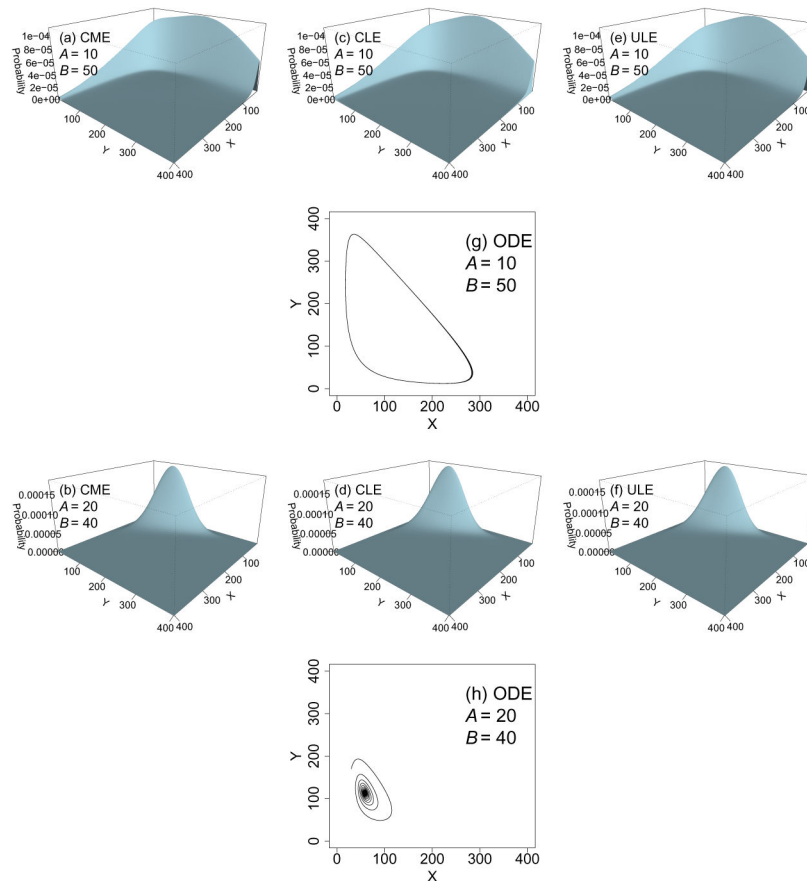 (a) CME
A = 10
B = 50
Probability
1e-04
8e-05
6e-05
4e-05
2e-05
0e+00
100
200
300
400
Y
400
300
200
100
X
(c) CLE
A = 10
B = 50
Probability
1e-04
8e-05
6e-05
4e-05
2e-05
0e+00
100
200
300
400
Y
400
300
200
100
X
(e) ULE
A = 10
B = 50
Probability
1e-04
8e-05
6e-05
4e-05
2e-05
0e+00
100
200
300
400
Y
400
300
200
100
X
(g) ODE
A = 10
B = 50
Y
400
300
200
100
0
0 100 200 300 400
X
(b) CME
A = 20
B = 40
Probability
0.00015
0.00010
0.00005
0.00000
100
200
300
400
Y
400
300
200
100
X
(d) CLE
A = 20
B = 40
Probability
0.00015
0.00010
0.00005
0.00000
100
200
300
400
Y
400
300
200
100
X
(f) ULE
A = 20
B = 40
Probability
0.00015
0.00010
0.00005
0.00000
100
200
300
400
Y
400
300
200
100
X
(h) ODE
A = 20
B = 40
Y
400
300
200
100
0
0 100 200 300 400
X